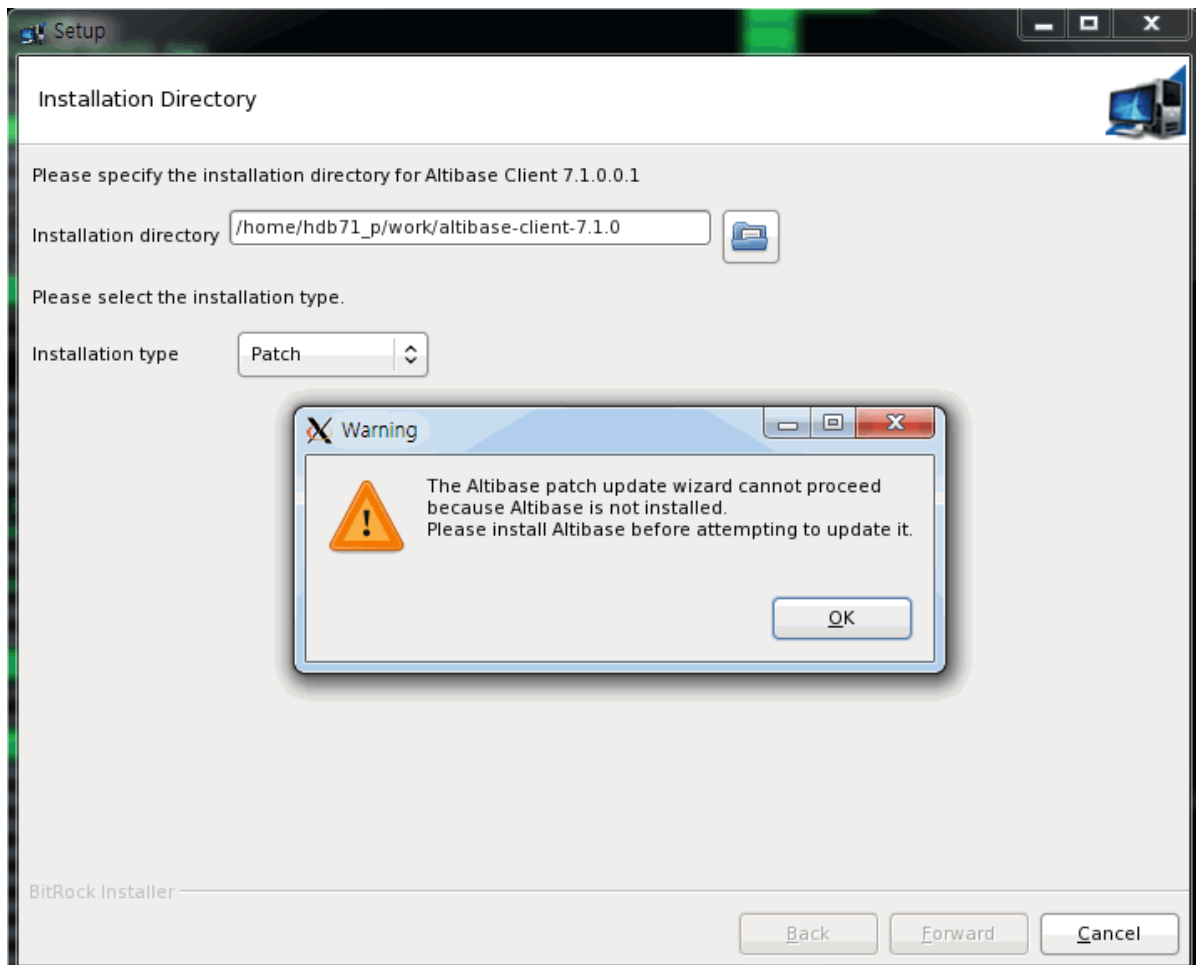 Setup
Installation Directory
Please specify the installation directory for Altibase Client 7.1.0.0.1
Installation directory /home/hdb71_p/work/altibase-client-7.1.0
Please select the installation type.
Installation type Patch
Warning
The Altibase patch update wizard cannot proceed
because Altibase is not installed.
Please install Altibase before attempting to update it.
OK
BitRock Installer
Back Forward Cancel